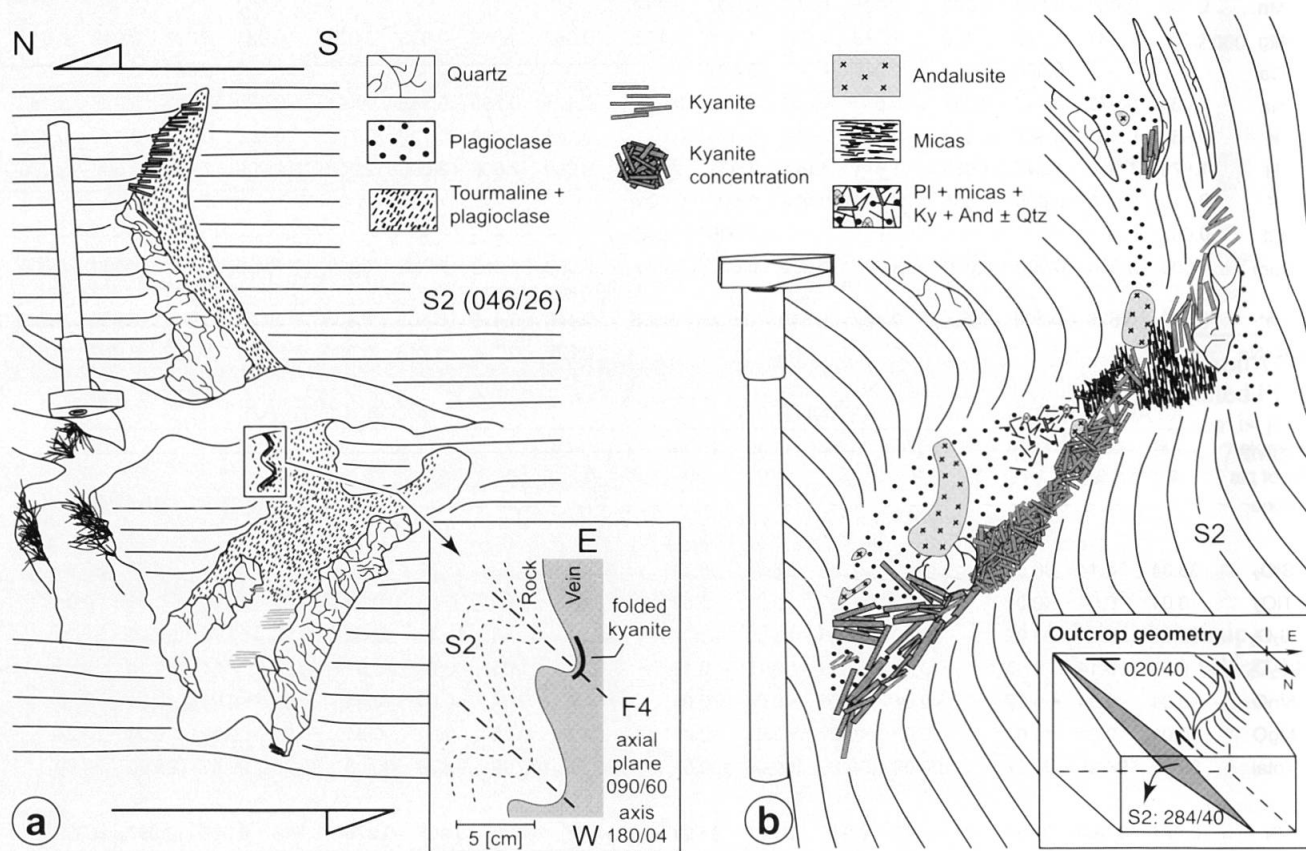 N
S
Quartz
Plagioclase
Tourmaline +
plagioclase
Kyanite
Kyanite
concentration
Andalusite
Micas
Pl + micas +
Ky + And ± Qtz
S2 (046/26)
E
Rock
Vein
folded
kyanite
S2
F4
axial
plane
090/60
axis
180/04
5 [cm]
W
a
S2
Outcrop geometry
E
N
020/40
S2: 284/40
b